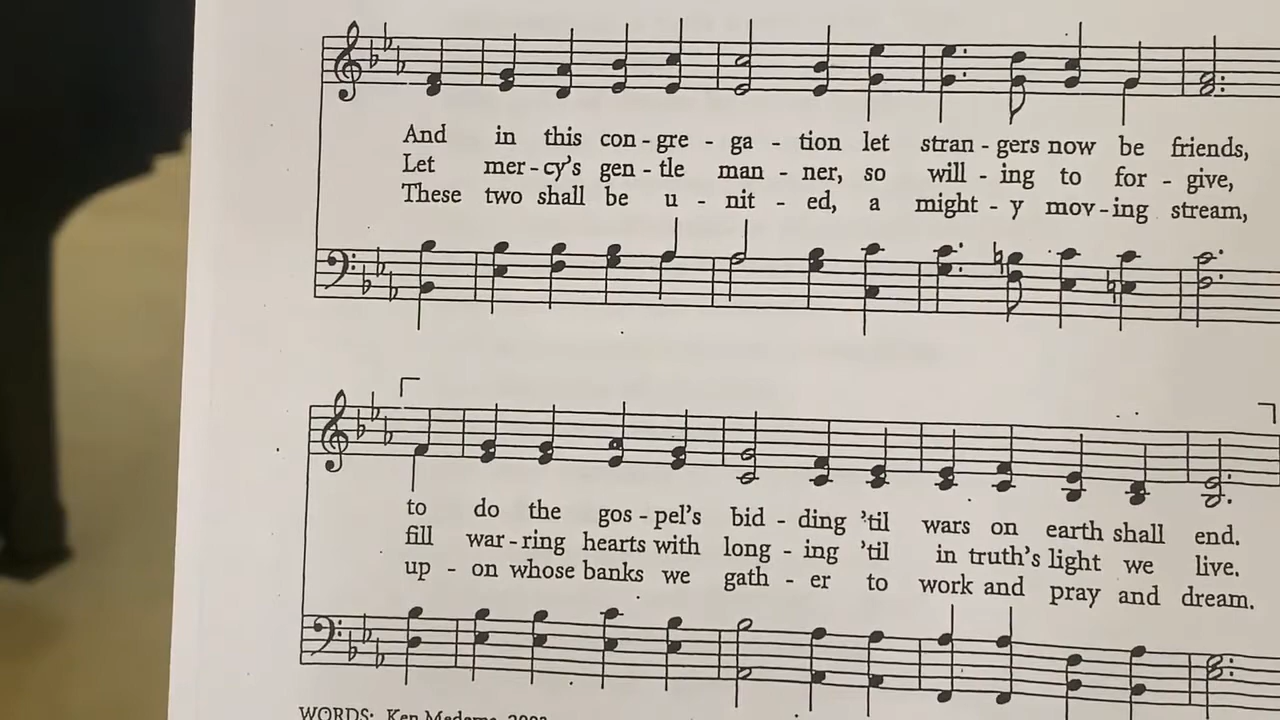 And in this con - gre - ga - tion let stran - gers now be friends,
Let mer - cy's gen - tle man - ner, so will - ing to for - give,
These two shall be u - nit - ed, a might - y mov - ing stream,
to do the gos - pel's bid - ding 'til wars on earth shall end.
fill war - ring hearts with long - ing 'til in truth's light we live.
up - on whose banks we gath - er to work and pray and dream.
WORDS: Ken